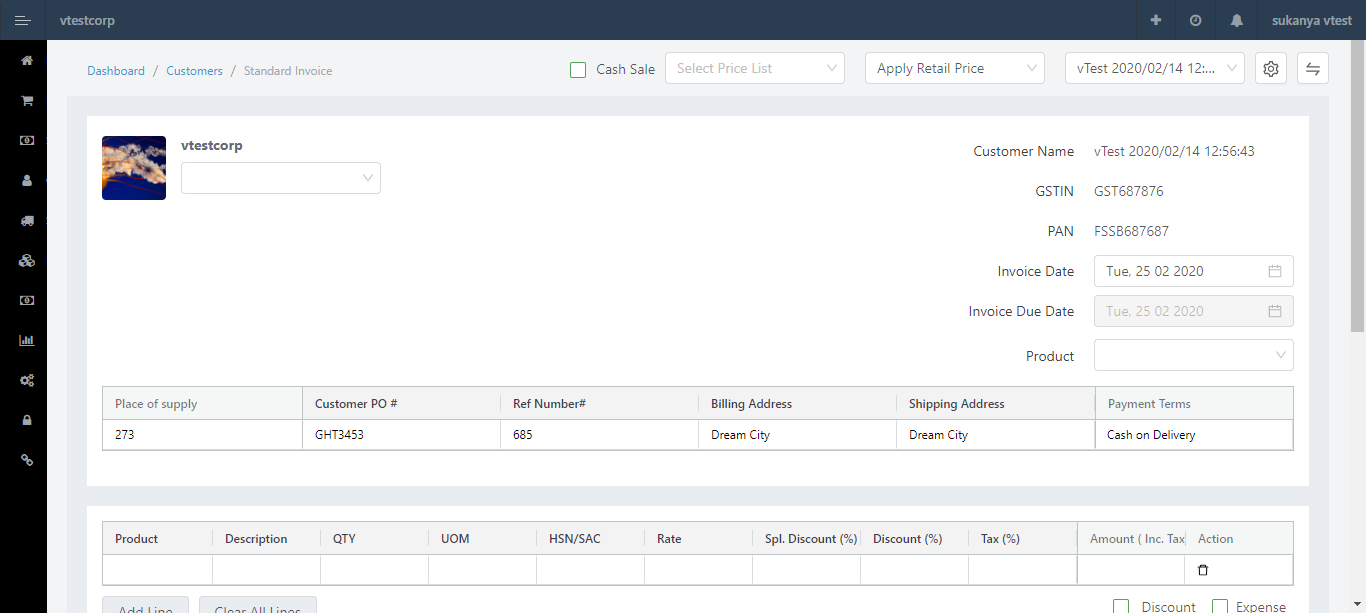 vtestcorp
sukanya vtest
Dashboard / Customers / Standard Invoice
Cash Sale
Select Price List
Apply Retail Price
vTest 2020/02/14 12:...
vtestcorp
Customer Name vTest 2020/02/14 12:56:43
GSTIN GST687876
PAN FSSB687687
Invoice Date Tue, 25 02 2020
Invoice Due Date Tue, 25 02 2020
Product
Place of supply Customer PO # Ref Number# Billing Address Shipping Address Payment Terms
273 GHT3453 685 Dream City Dream City Cash on Delivery
Product Description QTY UOM HSN/SAC Rate Spl. Discount (%) Discount (%) Tax (%) Amount ( Inc. Tax Action
Add Line Clear All Lines Discount Expense